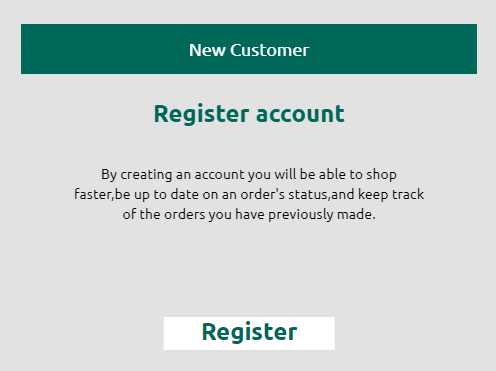 New Customer
Register account
By creating an account you will be able to shop
faster,be up to date on an order's status,and keep track
of the orders you have previously made.
Register